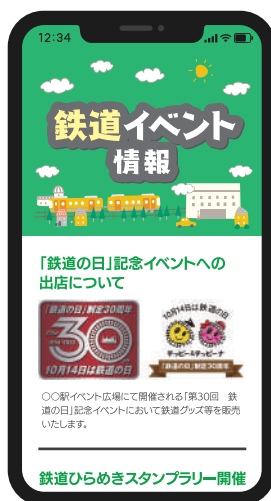 12:34
鉄道イベント
情報
「鉄道の日」記念イベントへの
出店について
「鉄道の日」制定30周年
30
10月14日は鉄道の日
10月14日は鉄道の日
テッピー&テッピーナ
「鉄道の日」制定30周年
○○駅イベント広場にて開催される「第30回　鉄
道の日」記念イベントにおいて鉄道グッズ等を販売
いたします。
鉄道ひらめきスタンプラリー開催